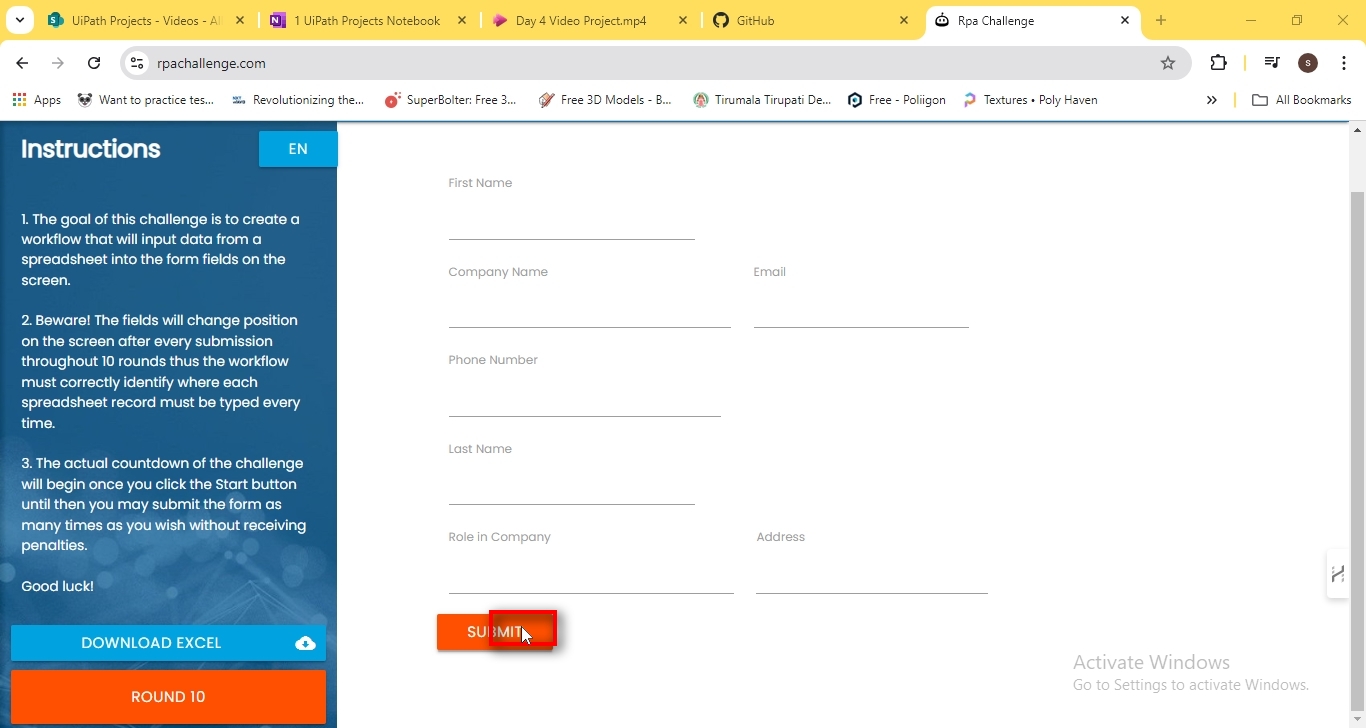 UiPath Projects - Videos - Al
1 UiPath Projects Notebook
Day 4 Video Project.mp4
GitHub
Rpa Challenge
rpachallenge.com
S
Apps
Want to practice tes...
Revolutionizing the...
SuperBolter: Free 3...
Free 3D Models - B...
Tirumala Tirupati De...
Free - Poliigon
Textures • Poly Haven
All Bookmarks
Instructions
EN
1. The goal of this challenge is to create a
workflow that will input data from a
spreadsheet into the form fields on the
screen.
2. Beware! The fields will change position
on the screen after every submission
throughout 10 rounds thus the workflow
must correctly identify where each
spreadsheet record must be typed every
time.
3. The actual countdown of the challenge
will begin once you click the Start button
until then you may submit the form as
many times as you wish without receiving
penalties.
Good luck!
DOWNLOAD EXCEL
ROUND 10
First Name
Company Name
Email
Phone Number
Last Name
Role in Company
Address
SUBMIT
Activate Windows
Go to Settings to activate Windows.